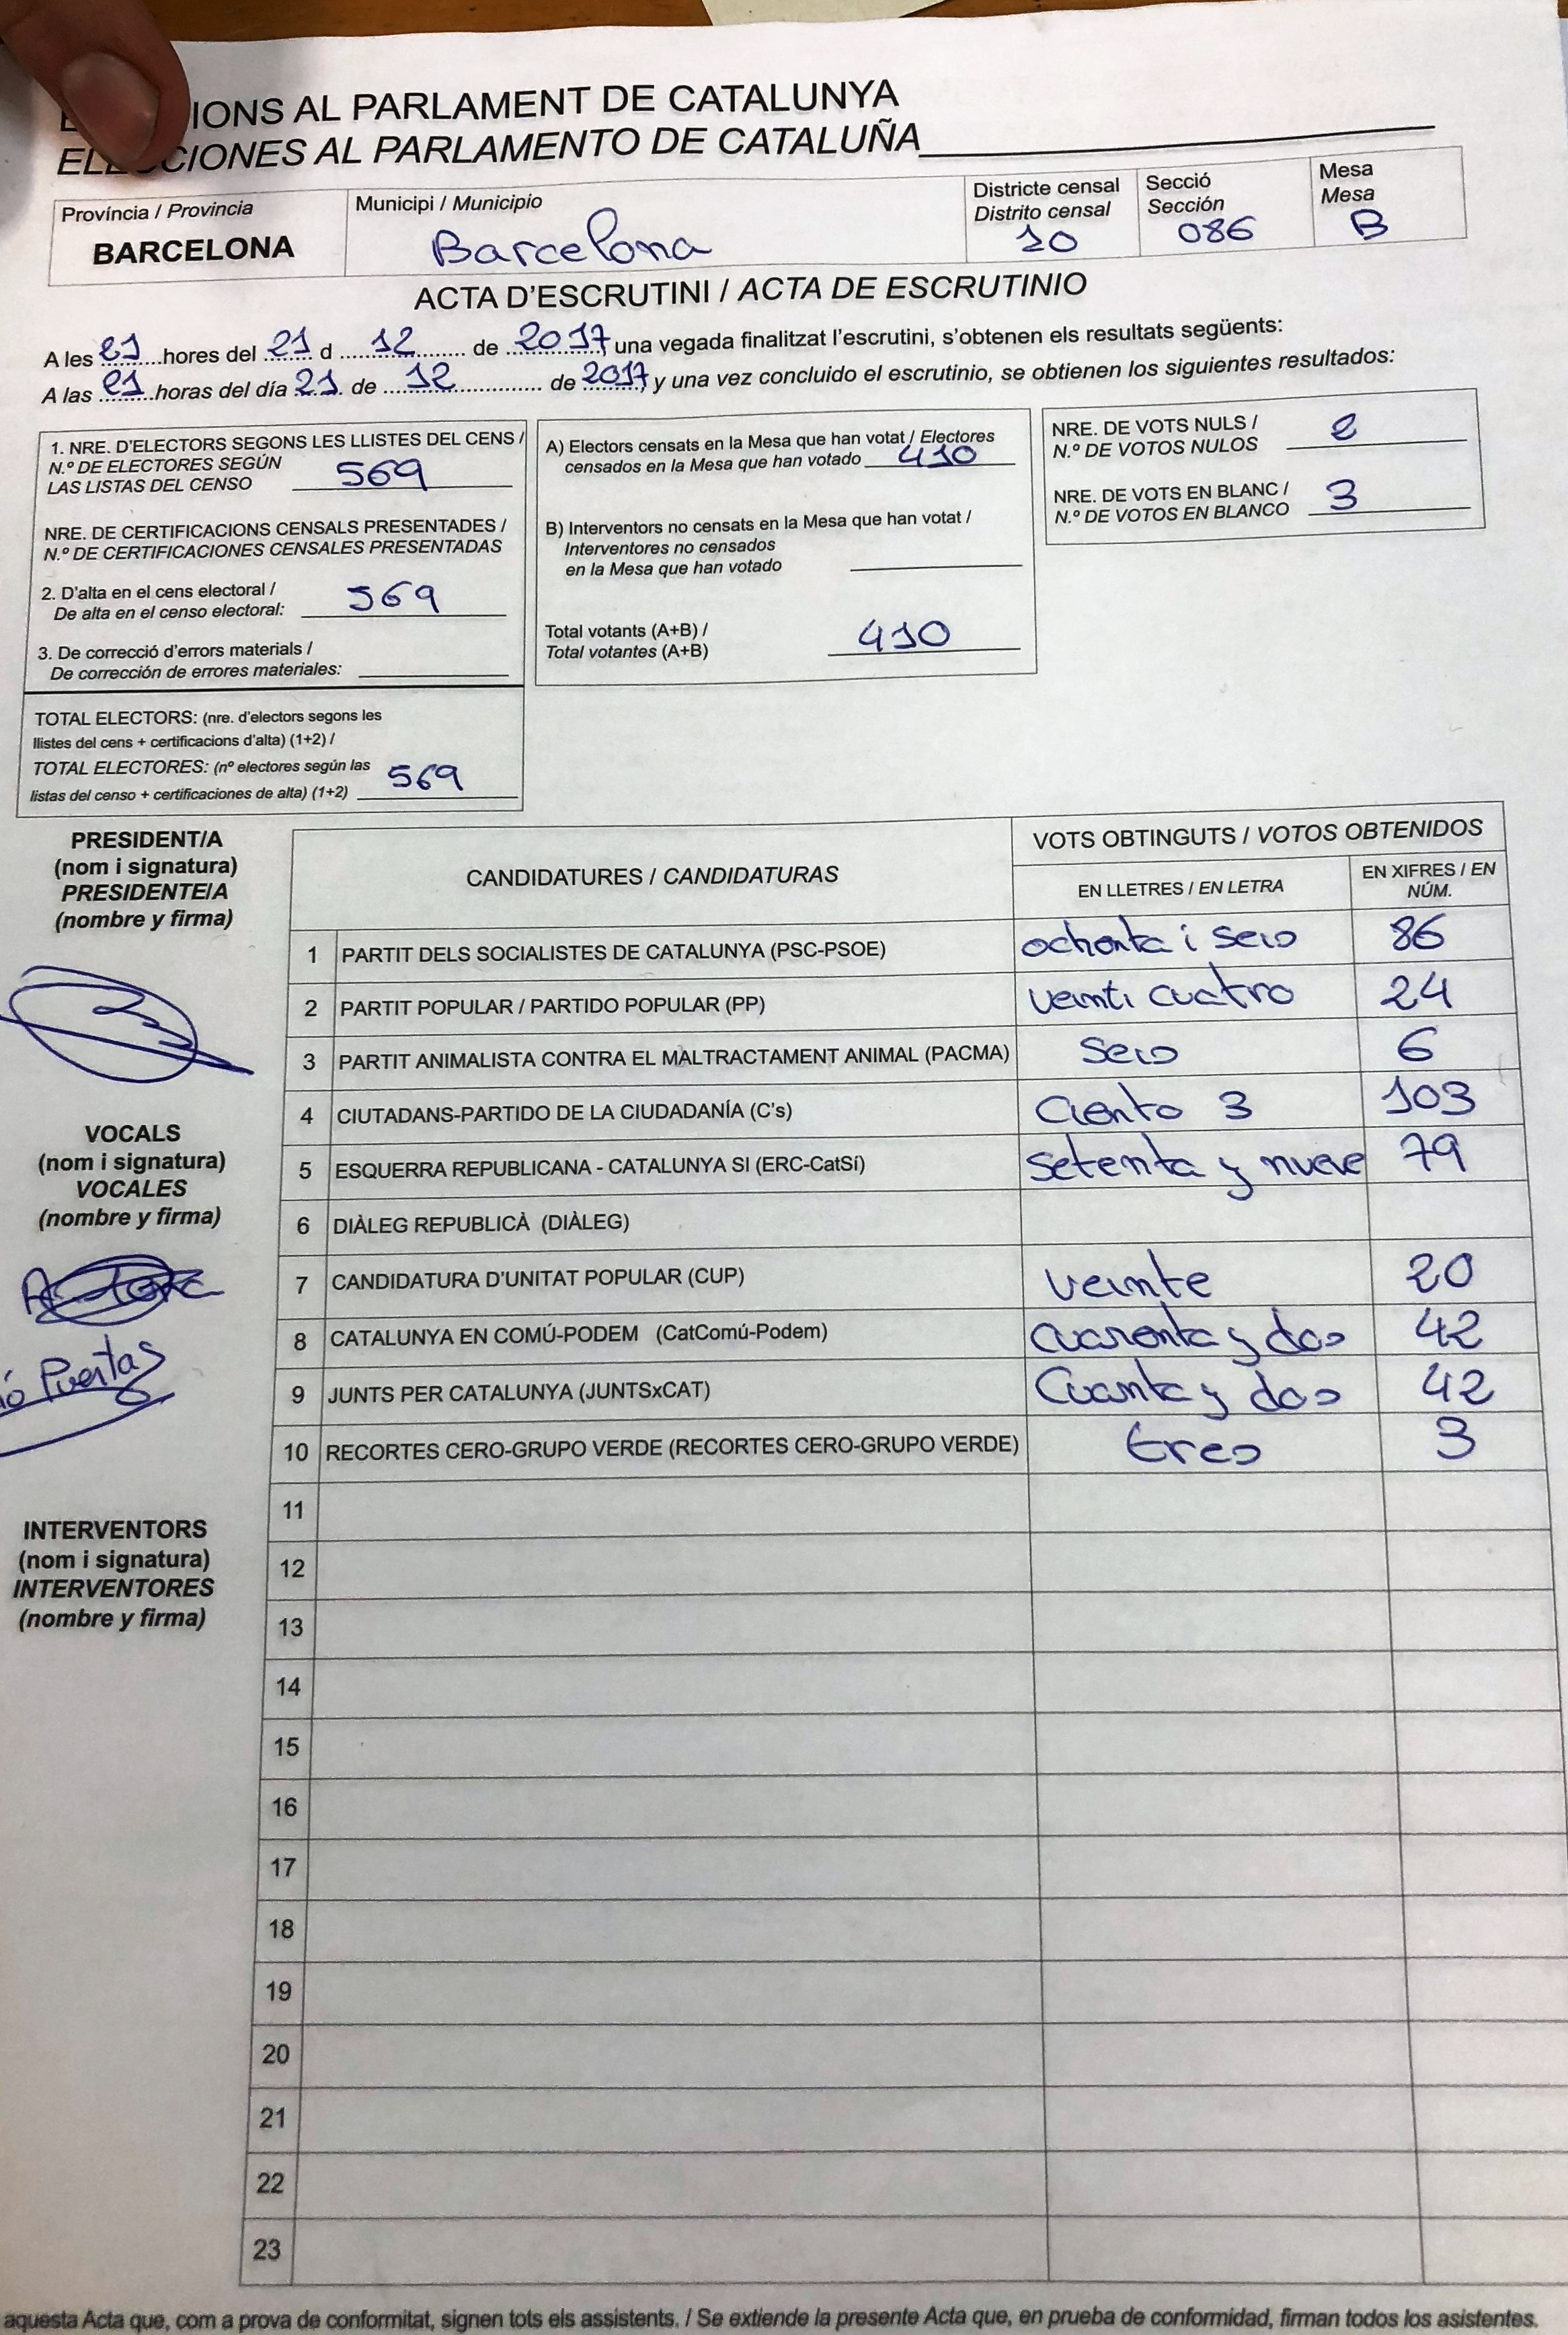 IONS AL PARLAMENT DE CATALUNYA
CIONES AL PARLAMENTO DE CATALUÑA
Provincia / Provincia
BARCELONA
Municipi / Municipio
Barcelona
Districte censal
Distrito censal
10
Secció
Sección
086
Mesa
Mesa
B
ACTA D'ESCRUTINI / ACTA DE ESCRUTINIO
A les 21 hores del 21 d 12 de 2017, una vegada finalitzat l'escrutini, s'obtenen els resultats següents:
A las 21 horas del día 21 de 12 de 2017, y una vez concluido el escrutinio, se obtienen los siguientes resultados:
1. NRE. D'ELECTORS SEGONS LES LLISTES DEL CENS /
N.º DE ELECTORES SEGÚN
LAS LISTAS DEL CENSO 569
NRE. DE CERTIFICACIONS CENSALS PRESENTADES /
N.º DE CERTIFICACIONES CENSALES PRESENTADAS
2. D'alta en el cens electoral /
De alta en el censo electoral: 569
3. De correcció d'errors materials /
De corrección de errores materiales:
TOTAL ELECTORS: (nre. d'electors segons les
llistes del cens + certificacions d'alta) (1+2) /
TOTAL ELECTORES: (nº electores según las
listas del censo + certificaciones de alta) (1+2) 569
A) Electors censats en la Mesa que han votat / Electores
censados en la Mesa que han votado 410
B) Interventors no censats en la Mesa que han votat /
Interventores no censados
en la Mesa que han votado
Total votants (A+B) /
Total votantes (A+B) 410
NRE. DE VOTS NULS /
N.º DE VOTOS NULOS 2
NRE. DE VOTS EN BLANC /
N.º DE VOTOS EN BLANCO 3
PRESIDENT/A
(nom i signatura)
PRESIDENTE/A
(nombre y firma)
VOCALS
(nom i signatura)
VOCALES
(nombre y firma)
Puertas
INTERVENTORS
(nom i signatura)
INTERVENTORES
(nombre y firma)
CANDIDATURES / CANDIDATURAS
VOTS OBTINGUTS / VOTOS OBTENIDOS
EN LLETRES / EN LETRA
EN XIFRES / EN
NÚM.
1 PARTIT DELS SOCIALISTES DE CATALUNYA (PSC-PSOE) ochenta i seis 86
2 PARTIT POPULAR / PARTIDO POPULAR (PP) veinti cuatro 24
3 PARTIT ANIMALISTA CONTRA EL MALTRACTAMENT ANIMAL (PACMA) Seis 6
4 CIUTADANS-PARTIDO DE LA CIUDADANÍA (C's) Ciento 3 103
5 ESQUERRA REPUBLICANA - CATALUNYA SI (ERC-CatSí) Setenta y nueve 79
6 DIÀLEG REPUBLICÀ (DIÀLEG)
7 CANDIDATURA D'UNITAT POPULAR (CUP) Veinte 20
8 CATALUNYA EN COMÚ-PODEM (CatComú-Podem) Cuarenta y dos 42
9 JUNTS PER CATALUNYA (JUNTSxCAT) Cuarnta y dos 42
10 RECORTES CERO-GRUPO VERDE (RECORTES CERO-GRUPO VERDE) tres 3
11
12
13
14
15
16
17
18
19
20
21
22
23
aquesta Acta que, com a prova de conformitat, signen tots els assistents. / Se extiende la presente Acta que, en prueba de conformidad, firman todos los asistentes.